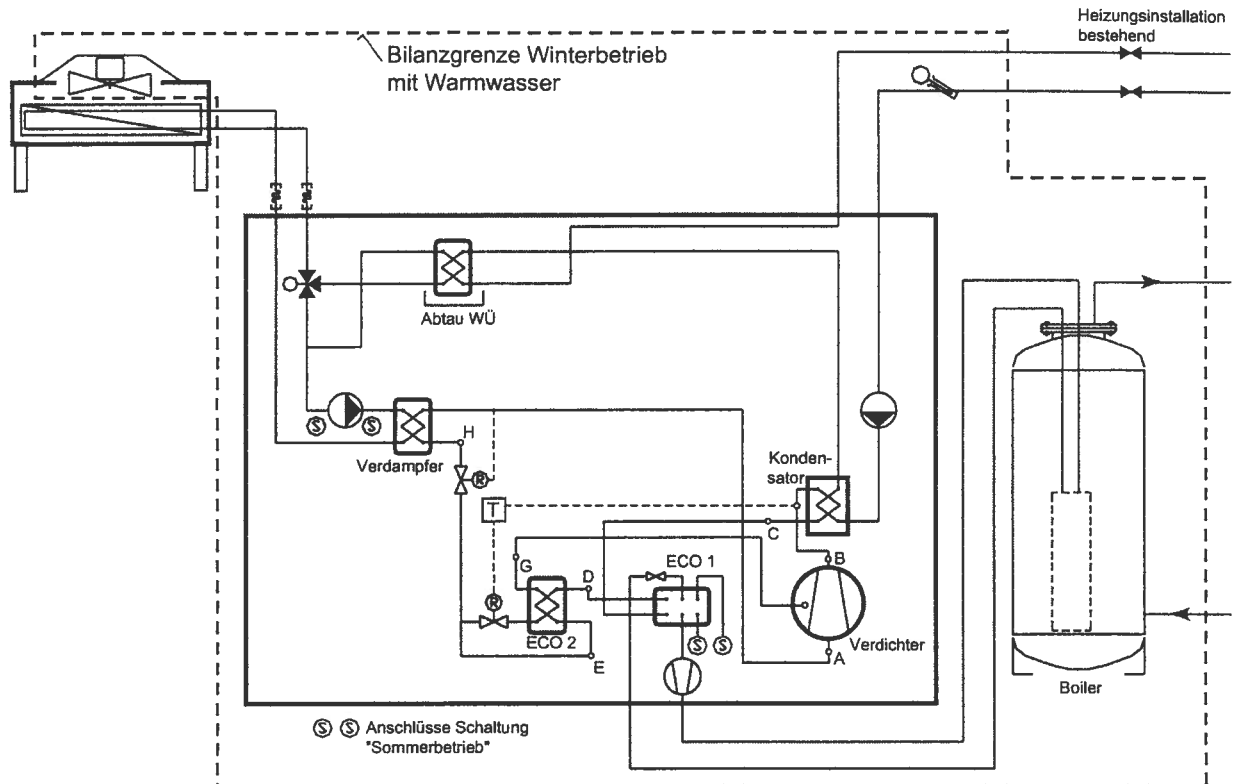 Heizungsinstallation
bestehend
Bilanzgrenze Winterbetrieb
mit Warmwasser
Abtau WÜ
H
Verdampfer
R
Konden-
sator
T
C
G
D
ECO 1
B
R
ECO 2
E
S S
S S
A
Verdichter
Boiler
S S Anschlüsse Schaltung
"Sommerbetrieb"